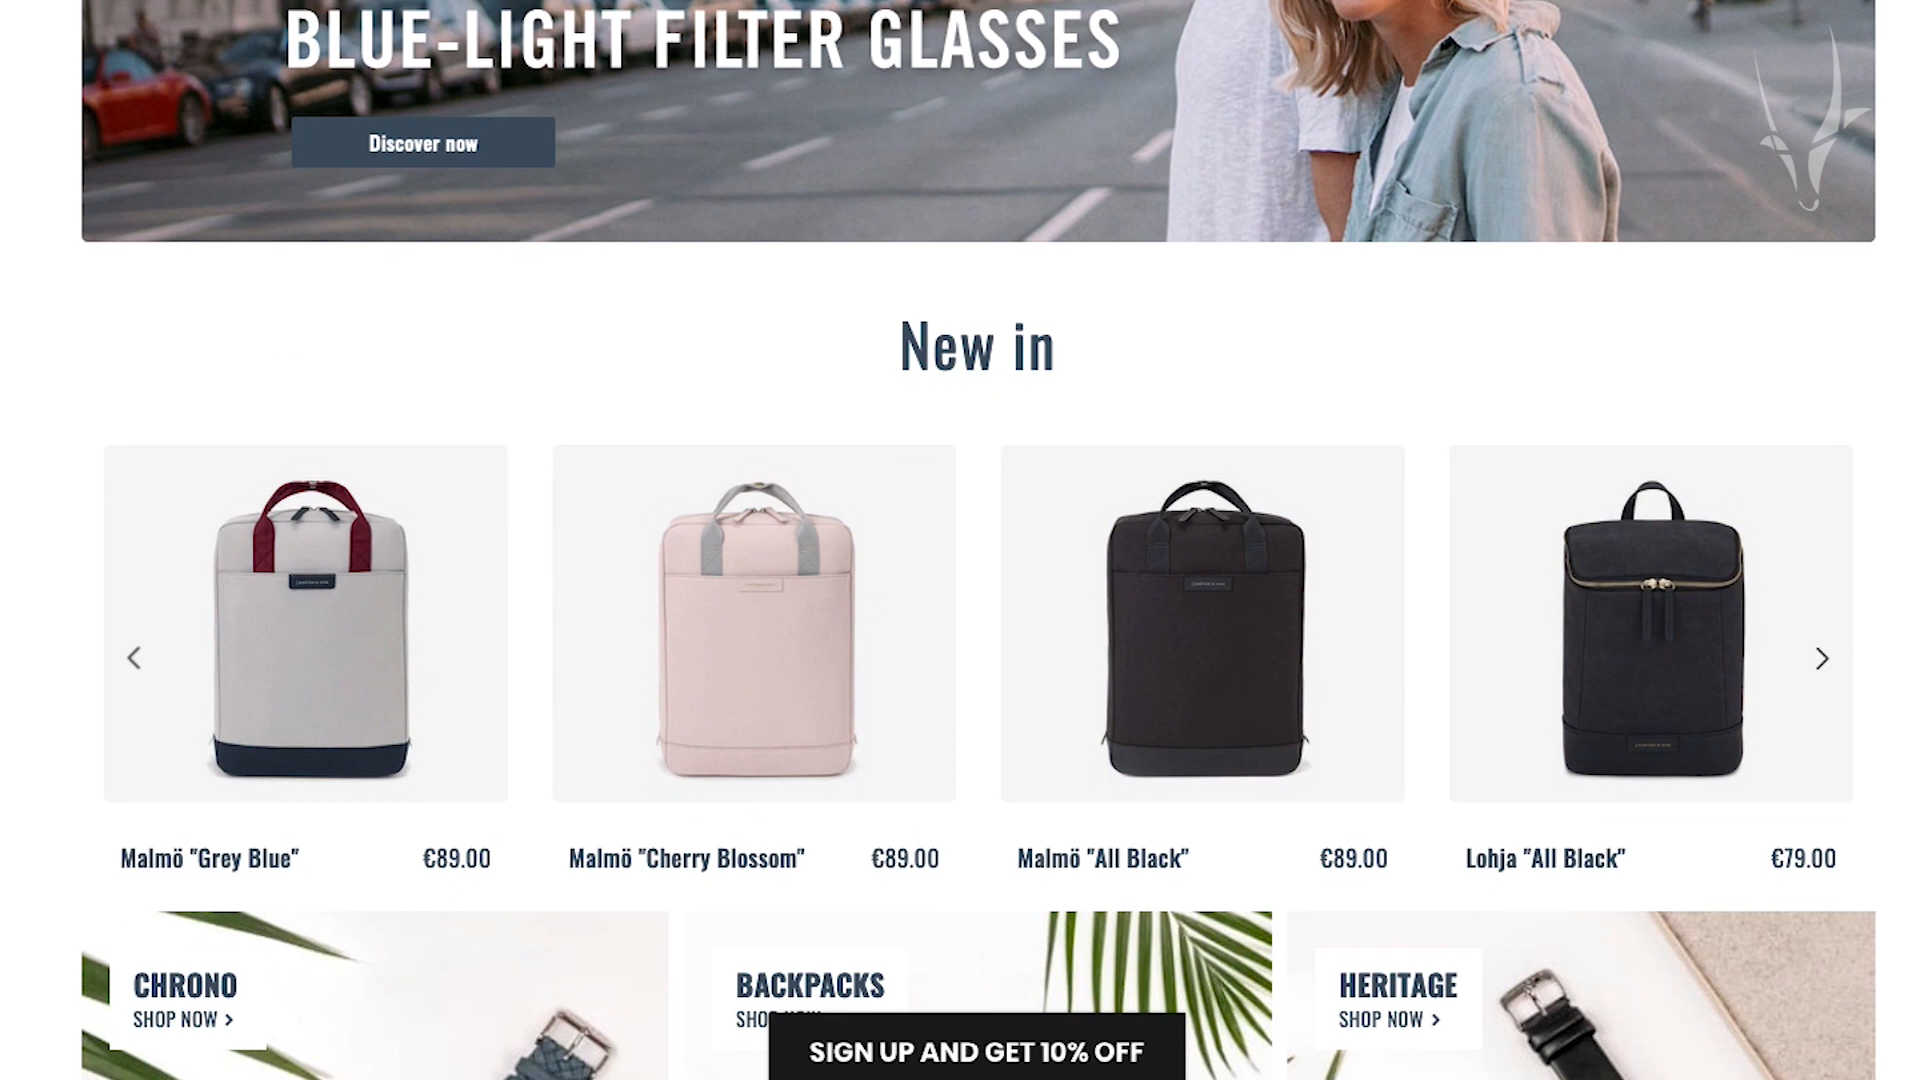 BLUE-LIGHT FILTER GLASSES
Discover now
New in
Malmö "Grey Blue" €89.00
Malmö "Cherry Blossom" €89.00
Malmö "All Black" €89.00
Lohja "All Black" €79.00
CHRONO
SHOP NOW >
BACKPACKS
HERITAGE
SHOP NOW >
SIGN UP AND GET 10% OFF